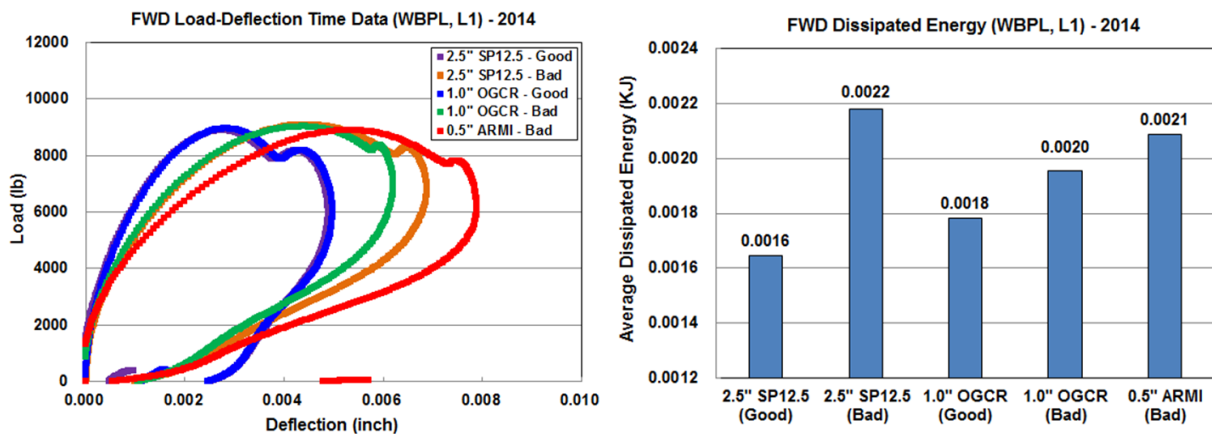 FWD Load-Deflection Time Data (WBPL, L1) - 2014
12000
10000
8000
6000
4000
2000
0
Load (lb)
2.5" SP12.5 - Good
2.5" SP12.5 - Bad
1.0" OGCR - Good
1.0" OGCR - Bad
0.5" ARMI - Bad
0.000 0.002 0.004 0.006 0.008 0.010
Deflection (inch)
FWD Dissipated Energy (WBPL, L1) - 2014
0.0024
0.0022
0.0020
0.0018
0.0016
0.0014
0.0012
Average Dissipated Energy (KJ)
0.0016
0.0022
0.0018
0.0020
0.0021
2.5" SP12.5 2.5" SP12.5 1.0" OGCR 1.0" OGCR 0.5" ARMI
(Good) (Bad) (Good) (Bad) (Bad)